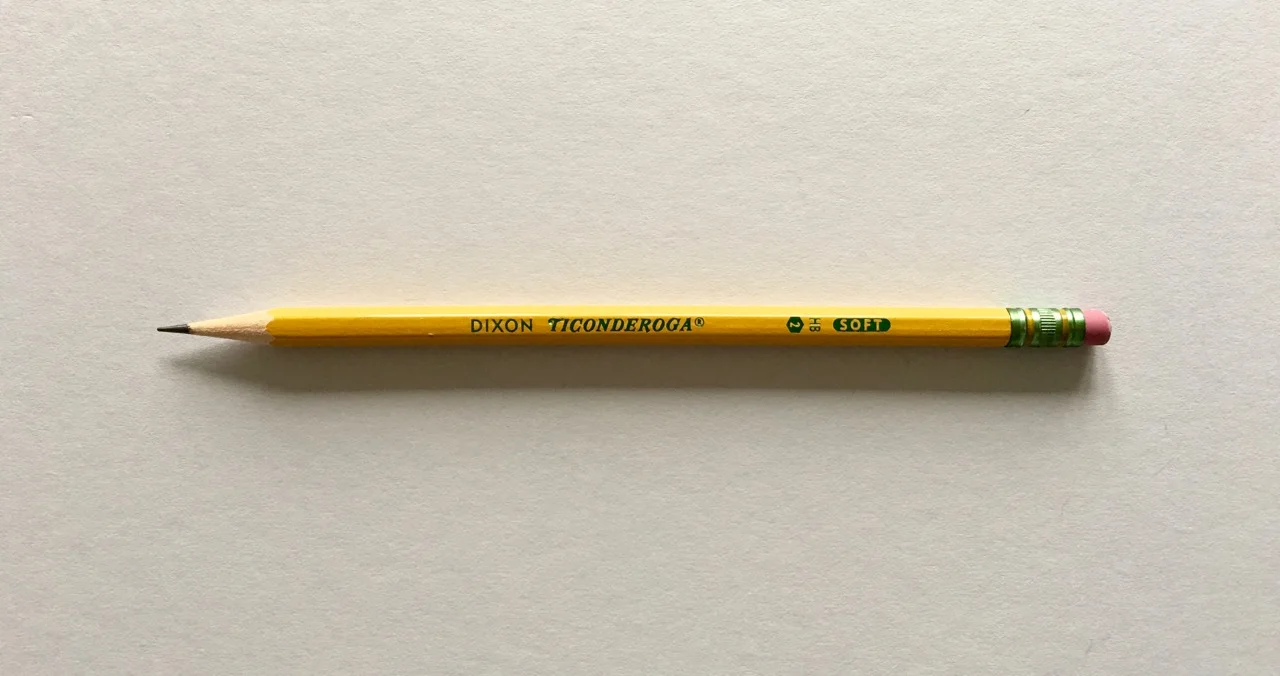 DIXON TICONDEROGA® 2 HB SOFT